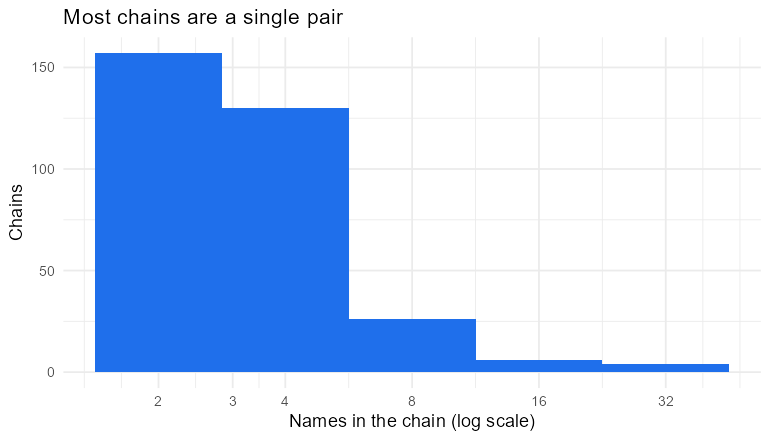 Most chains are a single pair
150
100
50
0
Chains
2 3 4 8 16 32
Names in the chain (log scale)